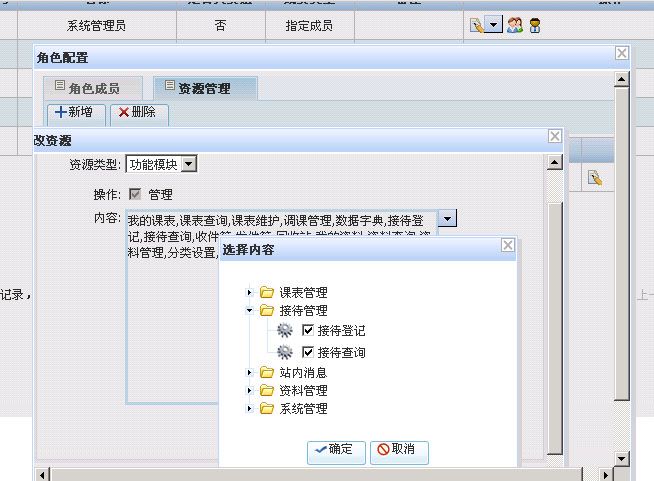 系统管理员 否 指定成员
角色配置
角色成员 资源管理
新增 删除
改资源
资源类型: 功能模块
操作: 管理
内容: 我的课表,课表查询,课表维护,调课管理,数据字典,接待登
记,接待查询,收件箱,发件箱,回收站,我的资料,资料查询,资
料管理,分类设置,
选择内容
课表管理
记录，
上一
接待管理
接待登记
接待查询
站内消息
资料管理
系统管理
确定 取消